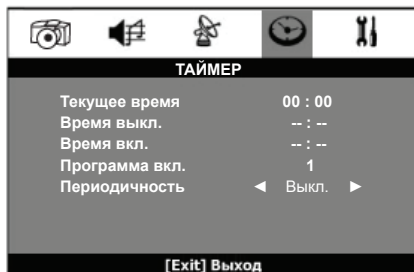 ТАЙМЕР
Текущее время 00 : 00
Время выкл. -- : --
Время вкл. -- : --
Программа вкл. 1
Периодичность ◄ Выкл. ►
[Exit] Выход